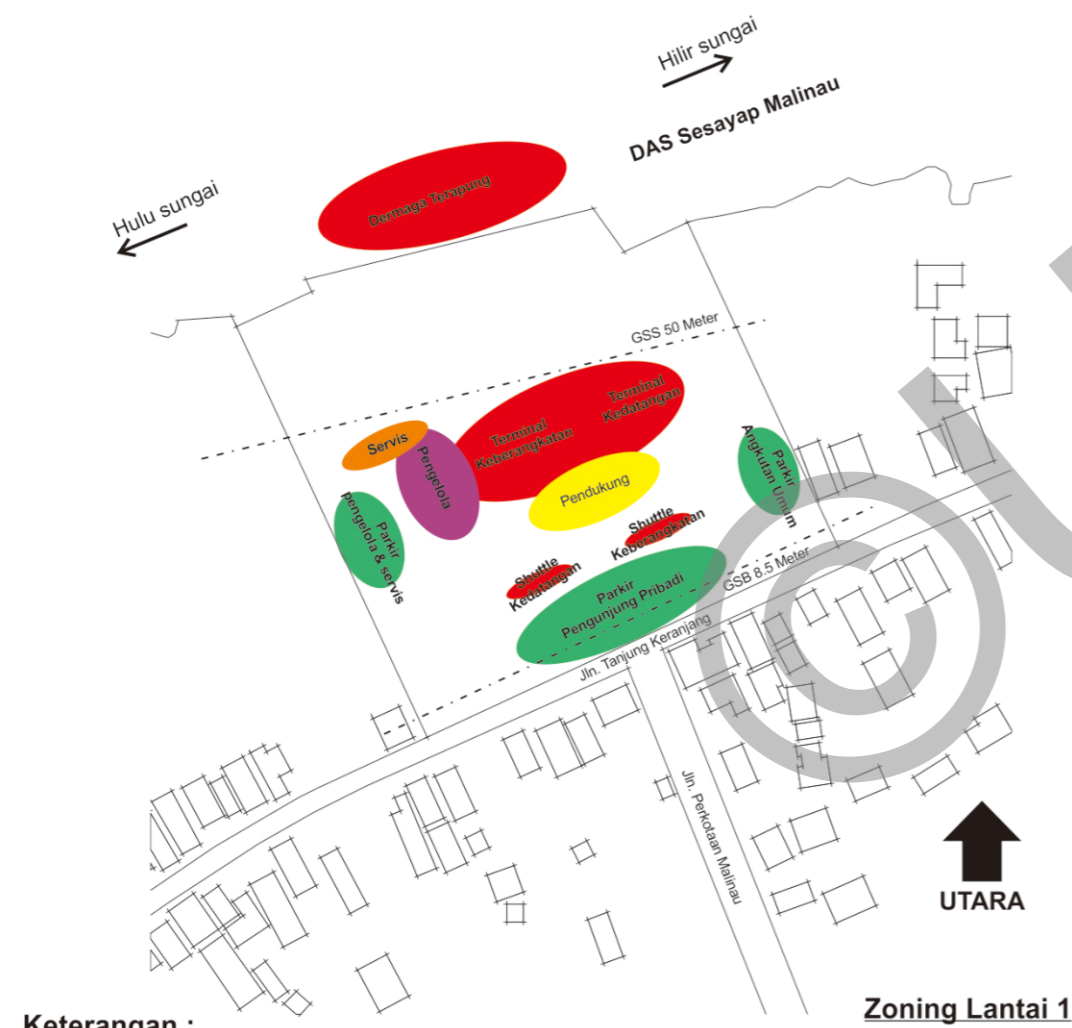 Hilir sungai
DAS Sesayap Malinau
Hulu sungai
Dermaga Terapung
GSS 50 Meter
Terminal
Kedatangan
Terminal
Keberangkatan
Servis
Pengelola
Pendukung
Parkir
Angkutan Umum
Parkir
pengelola & servis
Shuttle
Keberangkatan
Shuttle
Kedatangan
Parkir
Pengunjung Pribadi
GSB 8.5 Meter
Jln. Tanjung Keranjang
Jln. Perkotaan Malinau
UTARA
Zoning Lantai 1
Keterangan :